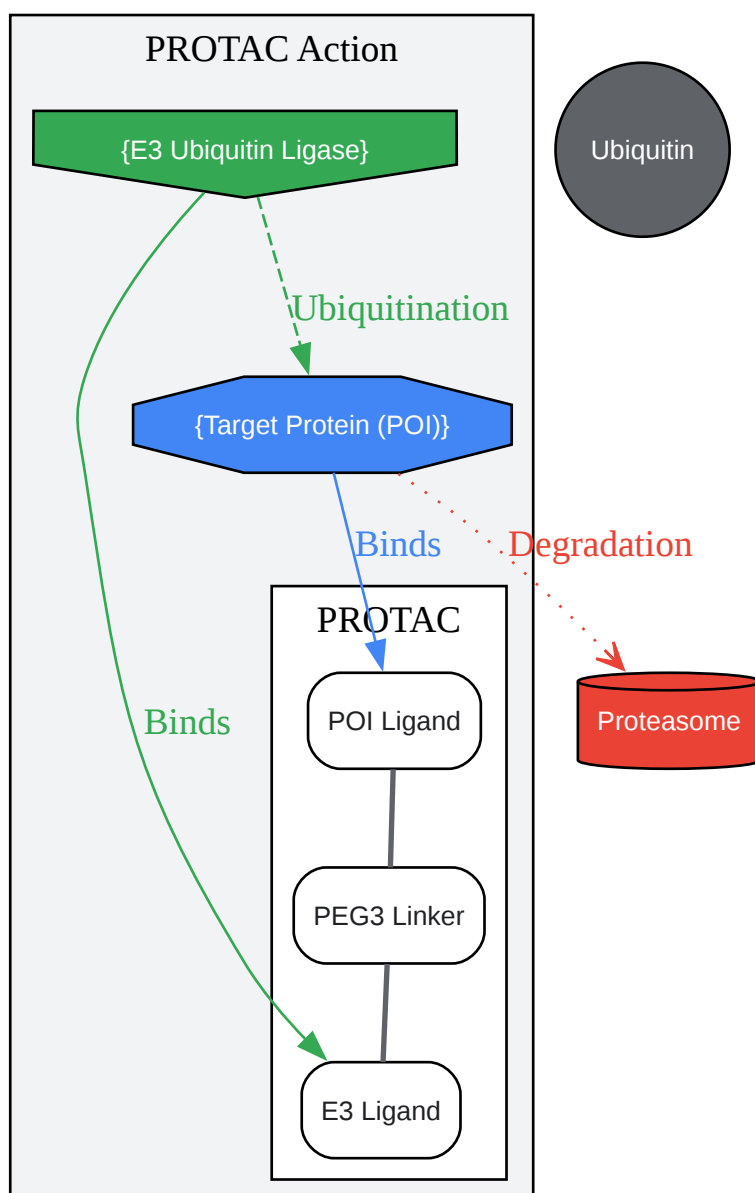 PROTAC Action
{E3 Ubiquitin Ligase}
Ubiquitin
Ubiquitination
{Target Protein (POI)}
Binds
Degradation
PROTAC
POI Ligand
Proteasome
Binds
PEG3 Linker
E3 Ligand